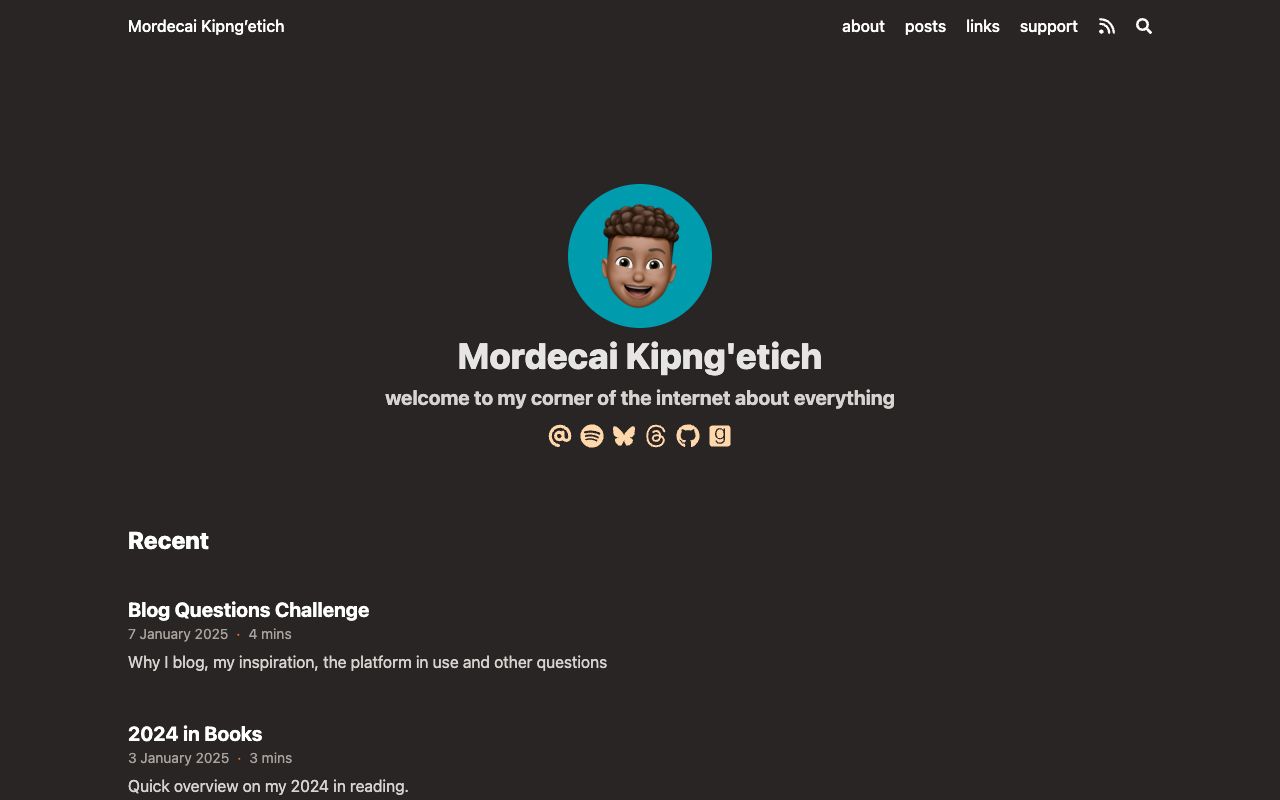 Mordecai Kipng’etich
about posts links support
Mordecai Kipng'etich
welcome to my corner of the internet about everything
Recent
Blog Questions Challenge
7 January 2025 · 4 mins
Why I blog, my inspiration, the platform in use and other questions
2024 in Books
3 January 2025 · 3 mins
Quick overview on my 2024 in reading.